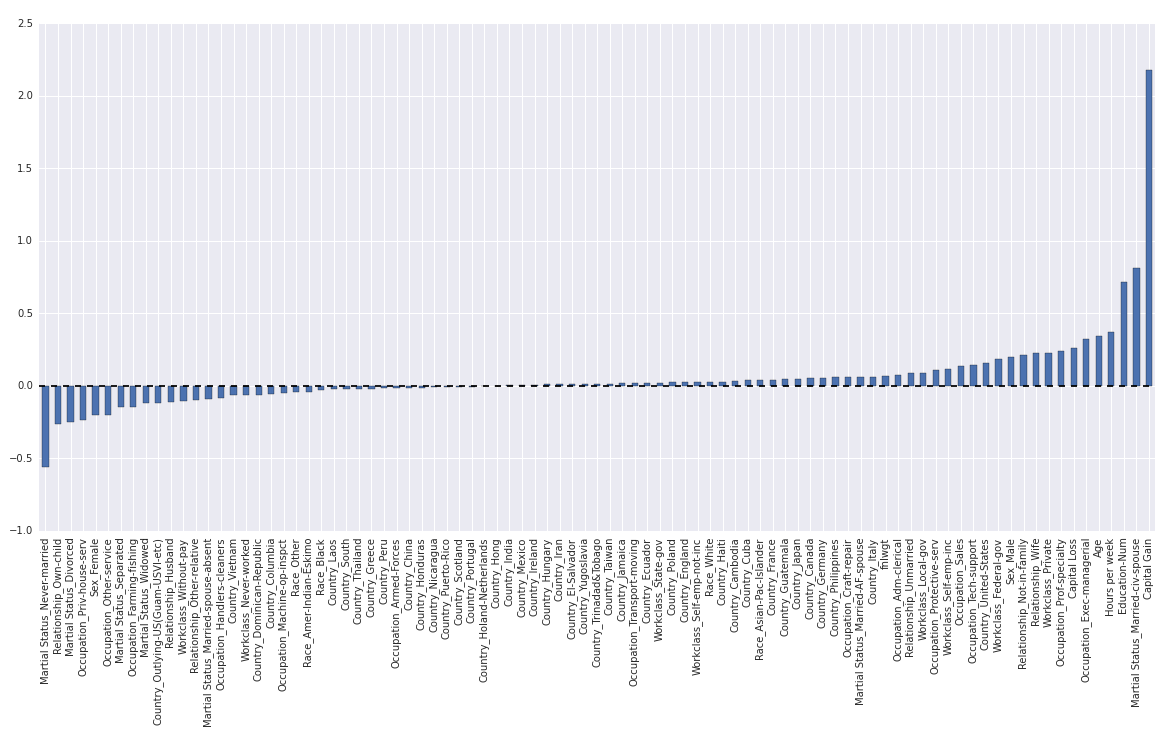 2.5
2.0
1.5
1.0
0.5
0.0
−0.5
−1.0
Martial Status_Never-married
Relationship_Own-child
Martial Status_Divorced
Occupation_Priv-house-serv
Sex_Female
Occupation_Other-service
Martial Status_Separated
Occupation_Farming-fishing
Martial Status_Widowed
Country_Outlying-US(Guam-USVI-etc)
Relationship_Husband
Workclass_Without-pay
Relationship_Other-relative
Martial Status_Married-spouse-absent
Occupation_Handlers-cleaners
Country_Vietnam
Workclass_Never-worked
Country_Dominican-Republic
Country_Columbia
Occupation_Machine-op-inspct
Race_Other
Race_Amer-Indian-Eskimo
Race_Black
Country_Laos
Country_South
Country_Thailand
Country_Greece
Country_Peru
Occupation_Armed-Forces
Country_China
Country_Honduras
Country_Nicaragua
Country_Puerto-Rico
Country_Scotland
Country_Portugal
Country_Holand-Netherlands
Country_Hong
Country_India
Country_Mexico
Country_Ireland
Country_Hungary
Country_Iran
Country_El-Salvador
Country_Yugoslavia
Country_Trinadad&Tobago
Country_Taiwan
Country_Jamaica
Occupation_Transport-moving
Country_Ecuador
Workclass_State-gov
Country_Poland
Country_England
Workclass_Self-emp-not-inc
Race_White
Country_Haiti
Country_Cambodia
Country_Cuba
Race_Asian-Pac-Islander
Country_France
Country_Guatemala
Country_Japan
Country_Canada
Country_Germany
Country_Philippines
Occupation_Craft-repair
Martial Status_Married-AF-spouse
Country_Italy
fnlwgt
Occupation_Adm-clerical
Relationship_Unmarried
Workclass_Local-gov
Occupation_Protective-serv
Workclass_Self-emp-inc
Occupation_Sales
Occupation_Tech-support
Country_United-States
Workclass_Federal-gov
Sex_Male
Relationship_Not-in-family
Relationship_Wife
Workclass_Private
Occupation_Prof-specialty
Capital Loss
Occupation_Exec-managerial
Age
Hours per week
Education-Num
Martial Status_Married-civ-spouse
Capital Gain